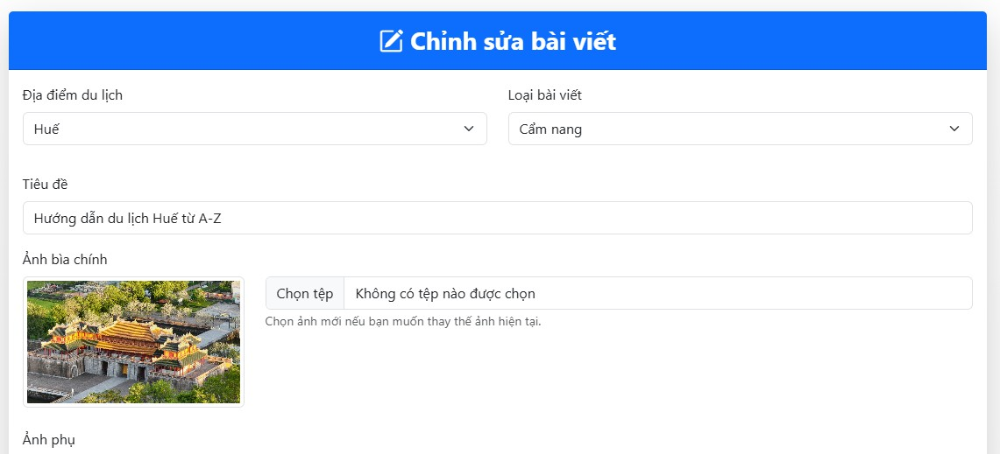 Chỉnh sửa bài viết
Địa điểm du lịch
Loại bài viết
Huế
Cẩm nang
Tiêu đề
Hướng dẫn du lịch Huế từ A-Z
Ảnh bìa chính
Chọn tệp Không có tệp nào được chọn
Chọn ảnh mới nếu bạn muốn thay thế ảnh hiện tại.
Ảnh phụ